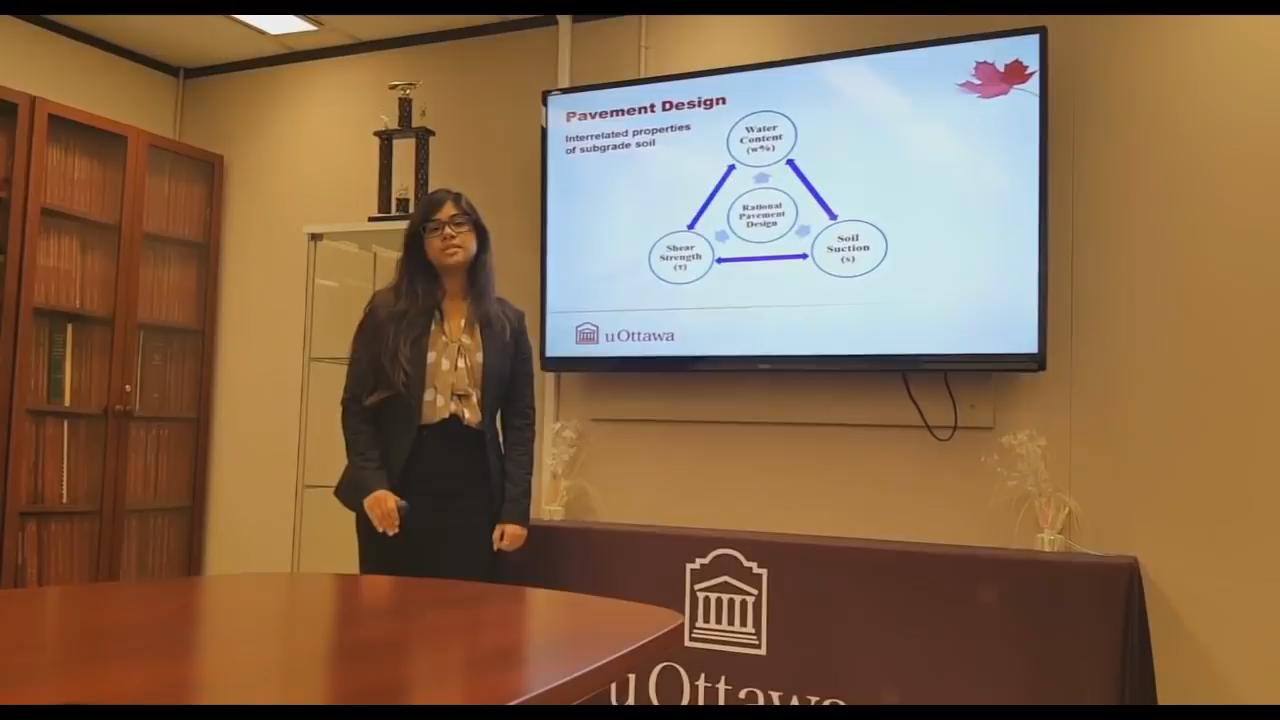 Pavement Design
Interrelated properties
of subgrade soil
Water
Content
(w%)
Rational
Pavement
Design
Shear
Strength
(τ)
Soil
Suction
(s)
uOttawa
uOttawa